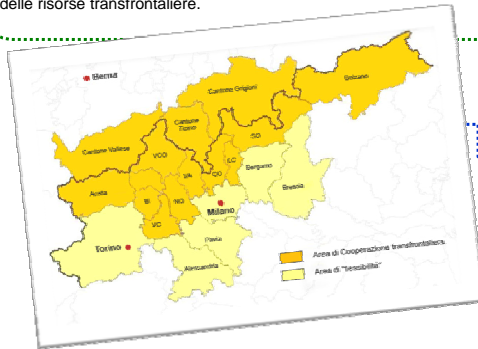 delle risorse transfrontaliere.
Berna
Bolzano
Cantone Grigioni
Cantone
Ticino
Cantone Vallese
VCO
SO
Aosta
VA
CO
LC
Bergamo
Brescia
BI
NO
Milano
VC
Torino
Pavia
Alessandria
Area di Cooperazione transfrontaliera
Area di "flessibilità"